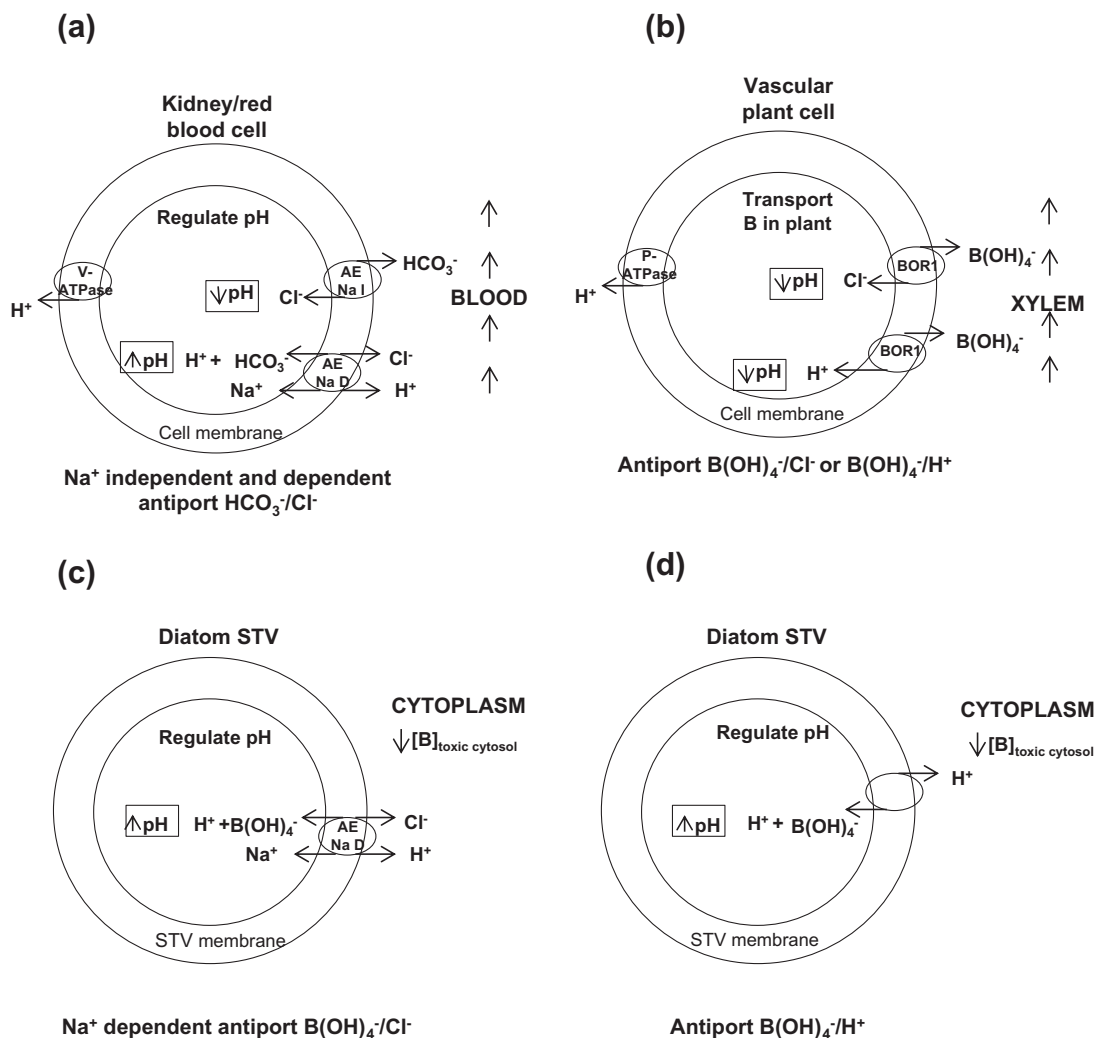 (a)
Kidney/red
blood cell
Regulate pH
V-
ATPase
H⁺
↓pH
AE
Na I
HCO₃⁻
Cl⁻
BLOOD
↑pH
H⁺ + HCO₃⁻
AE
Na D
Cl⁻
Na⁺
H⁺
Cell membrane
Na⁺ independent and dependent
antiport HCO₃⁻/Cl⁻
(b)
Vascular
plant cell
Transport
B in plant
P-
ATPase
H⁺
↓pH
BOR1
B(OH)₄⁻
Cl⁻
XYLEM
BOR1
B(OH)₄⁻
↓pH
H⁺
Cell membrane
Antiport B(OH)₄⁻/Cl⁻ or B(OH)₄⁻/H⁺
(c)
Diatom STV
CYTOPLASM
↓[B]toxic cytosol
Regulate pH
↑pH
H⁺ +B(OH)₄⁻
AE
Na D
Cl⁻
Na⁺
H⁺
STV membrane
Na⁺ dependent antiport B(OH)₄⁻/Cl⁻
(d)
Diatom STV
CYTOPLASM
↓[B]toxic cytosol
Regulate pH
H⁺
↑pH
H⁺ + B(OH)₄⁻
STV membrane
Antiport B(OH)₄⁻/H⁺